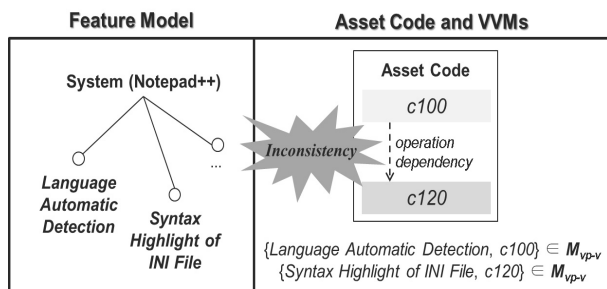 Feature Model
Asset Code and VVMs
System (Notepad++)
...
Language
Automatic
Detection
Syntax
Highlight of
INI File
Inconsistency
Asset Code
c100
operation
dependency
c120
{Language Automatic Detection, c100} ∈ Mvp-v
{Syntax Highlight of INI File, c120} ∈ Mvp-v